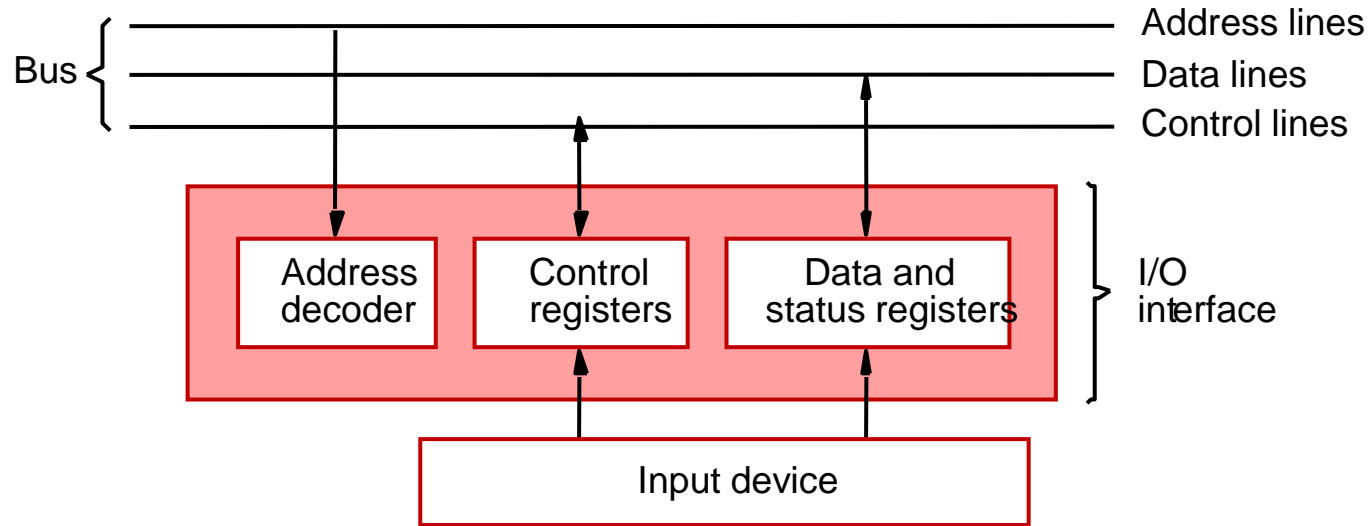 Address lines
Bus
Data lines
Control lines
Address
decoder
Control
registers
Data and
status registers
I/O
interface
Input device